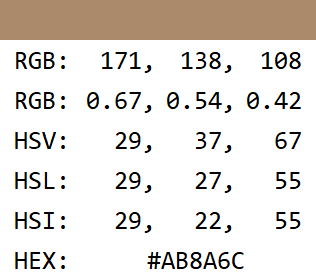 RGB: 171, 138, 108
RGB: 0.67, 0.54, 0.42
HSV: 29, 37, 67
HSL: 29, 27, 55
HSI: 29, 22, 55
HEX: #AB8A6C